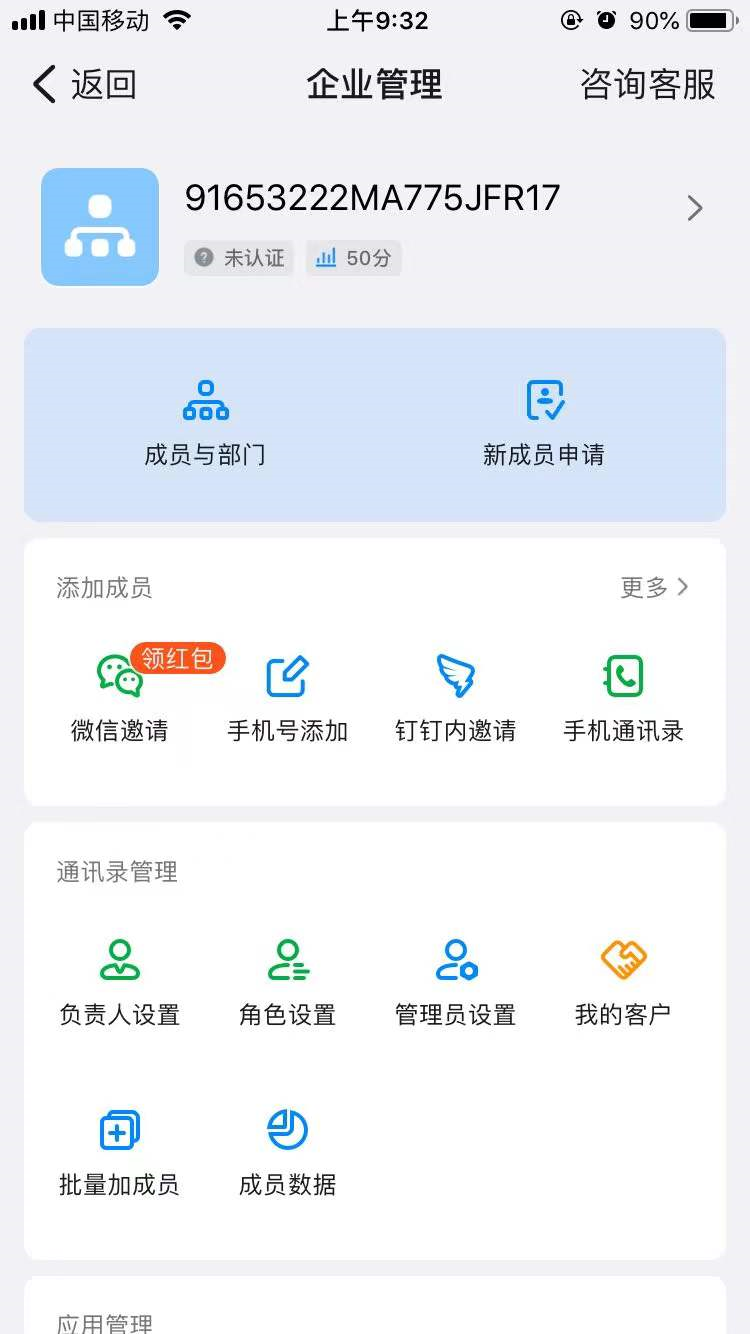 中国移动 上午9:32 90%
返回 企业管理 咨询客服
91653222MA775JFR17
未认证 50分
成员与部门 新成员申请
添加成员 更多
领红包
微信邀请 手机号添加 钉钉内邀请 手机通讯录
通讯录管理
负责人设置 角色设置 管理员设置 我的客户
批量加成员 成员数据
应用管理